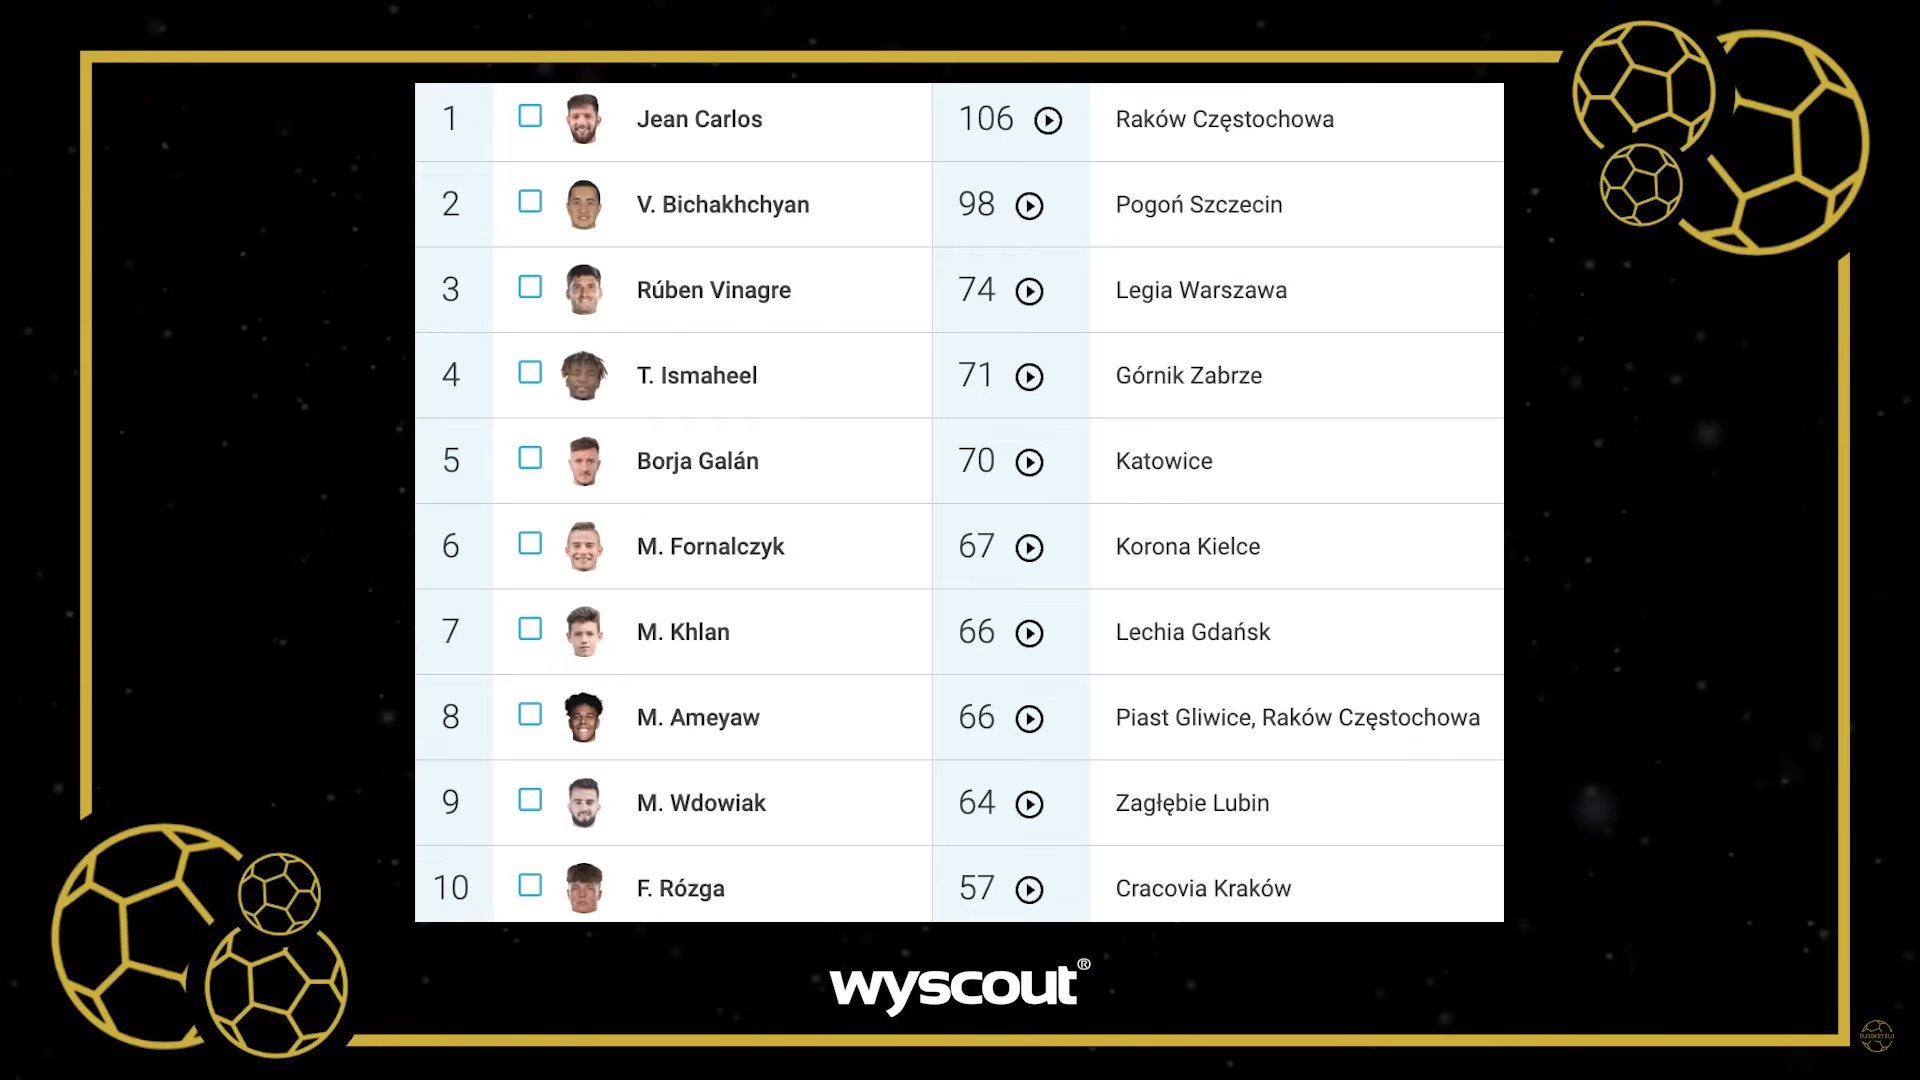 1 Jean Carlos 106 Raków Częstochowa
2 V. Bichakhchyan 98 Pogoń Szczecin
3 Rúben Vinagre 74 Legia Warszawa
4 T. Ismaheel 71 Górnik Zabrze
5 Borja Galán 70 Katowice
6 M. Fornalczyk 67 Korona Kielce
7 M. Khlan 66 Lechia Gdańsk
8 M. Ameyaw 66 Piast Gliwice, Raków Częstochowa
9 M. Wdowiak 64 Zagłębie Lubin
10 F. Rózga 57 Cracovia Kraków
wyscout®
SUBSKRYBUJ